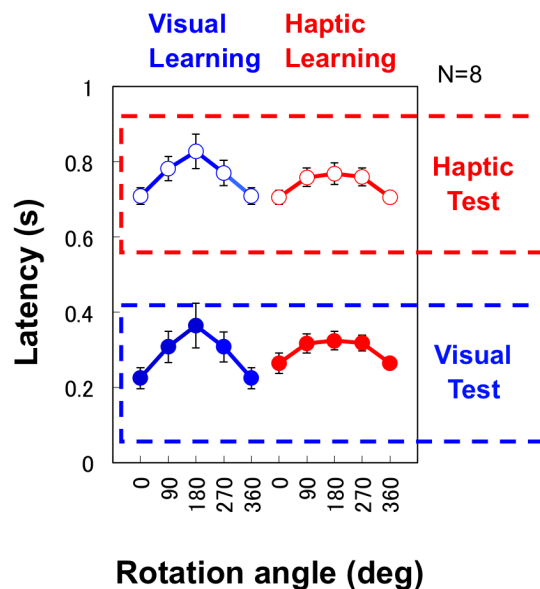 Visual
Learning
Haptic
Learning
N=8
1
0.8
0.6
0.4
0.2
0
Latency (s)
Haptic
Test
Visual
Test
0 90 180 270 360 0 90 180 270 360
Rotation angle (deg)